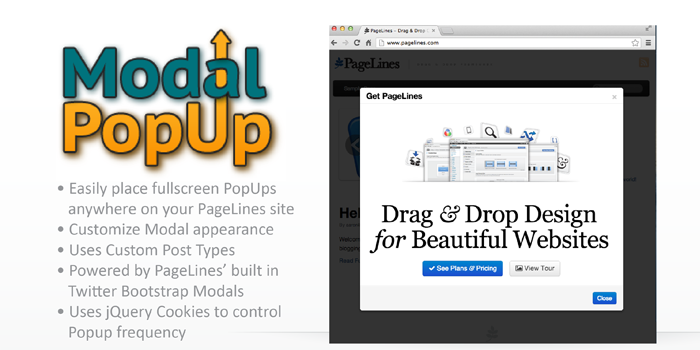 Modal
PopUp
• Easily place fullscreen PopUps
anywhere on your PageLines site
• Customize Modal appearance
• Uses Custom Post Types
• Powered by PageLines' built in
Twitter Bootstrap Modals
• Uses jQuery Cookies to control
Popup frequency
PageLines – Drag & Drop
www.pagelines.com
PageLines
Get PageLines
×
Drag & Drop Design
for Beautiful Websites
See Plans & Pricing
View Tour
Close